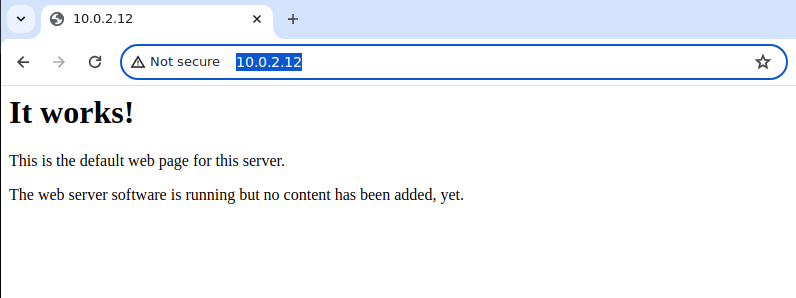 10.0.2.12
Not secure 10.0.2.12
It works!
This is the default web page for this server.
The web server software is running but no content has been added, yet.